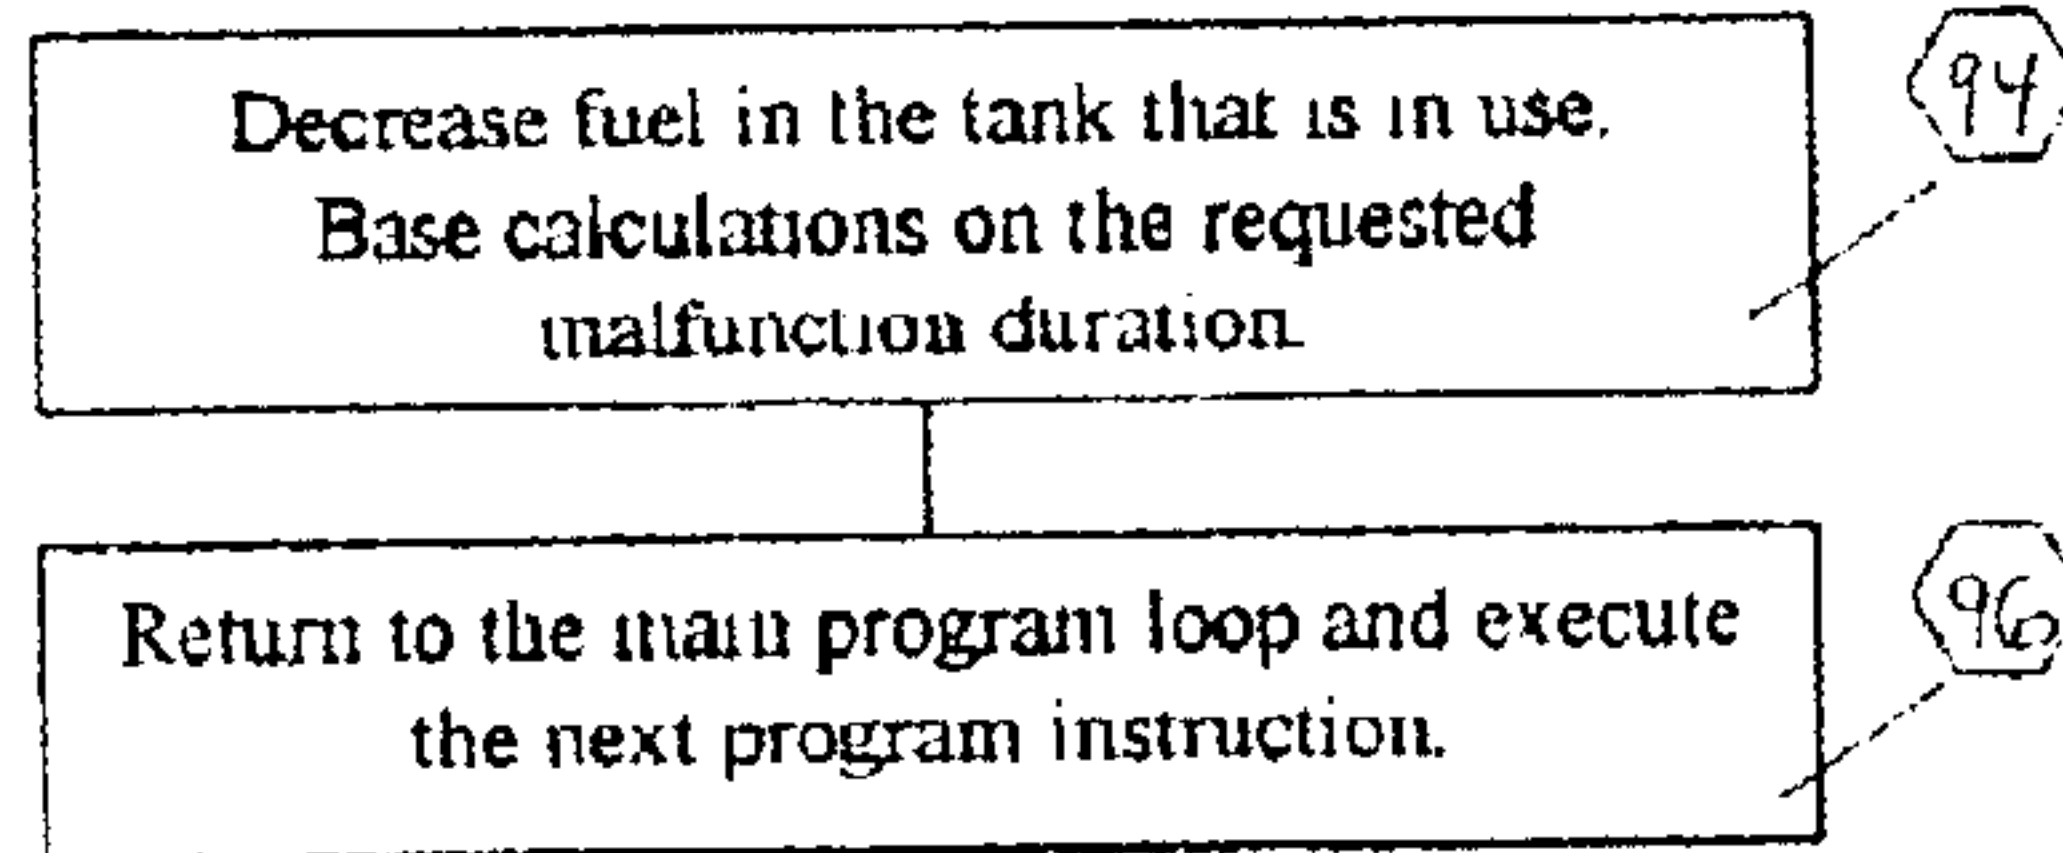 Decrease fuel in the tank that is in use.
94
Base calculations on the requested
malfunction duration.
Return to the main program loop and execute
96
the next program instruction.